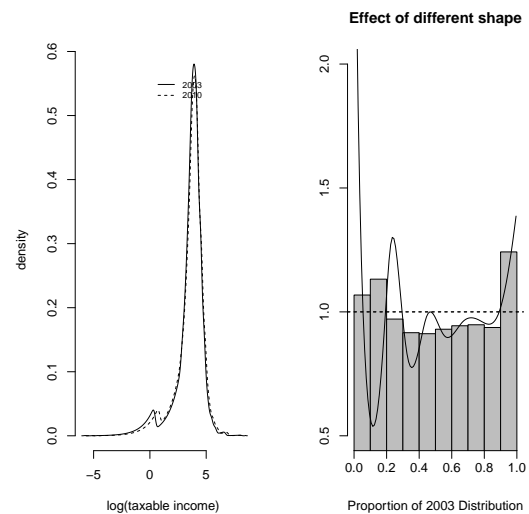 Effect of different shape
0.6
0.5
0.4
0.3
0.2
0.1
0.0
density
2003
2010
−5 0 5
log(taxable income)
2.0
1.5
1.0
0.5
0.0 0.2 0.4 0.6 0.8 1.0
Proportion of 2003 Distribution